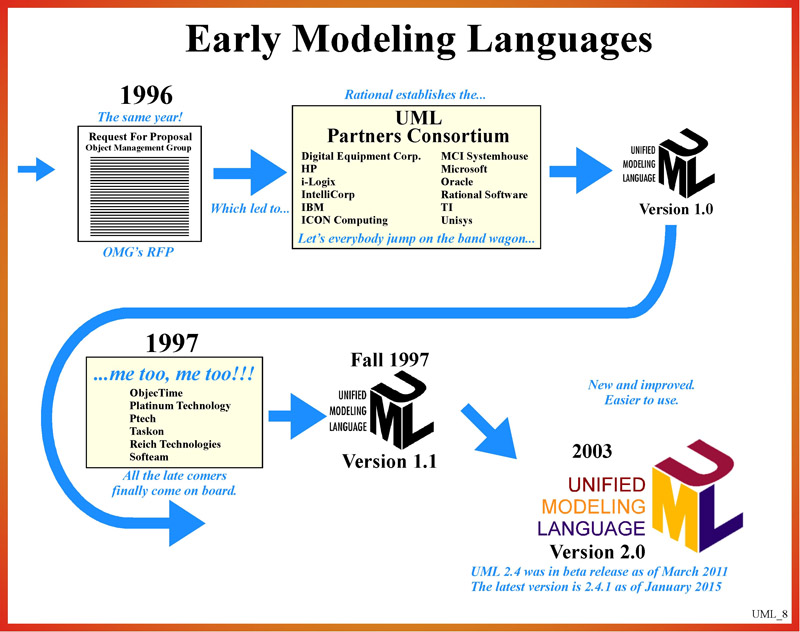 Early Modeling Languages
1996
The same year!
Request For Proposal
Object Management Group
OMG's RFP
Which led to...
Rational establishes the...
UML
Partners Consortium
Digital Equipment Corp.
HP
i-Logix
IntelliCorp
IBM
ICON Computing
MCI Systemhouse
Microsoft
Oracle
Rational Software
TI
Unisys
Let's everybody jump on the band wagon...
UNIFIED
MODELING
LANGUAGE
UML
Version 1.0
1997
...me too, me too!!!
ObjecTime
Platinum Technology
Ptech
Taskon
Reich Technologies
Softeam
All the late comers
finally come on board.
Fall 1997
UNIFIED
MODELING
LANGUAGE
UML
Version 1.1
New and improved.
Easier to use.
2003
UNIFIED
MODELING
LANGUAGE
UML
Version 2.0
UML 2.4 was in beta release as of March 2011
The latest version is 2.4.1 as of January 2015
UML_8